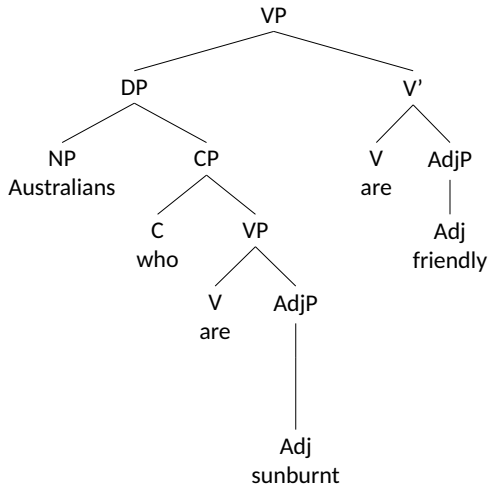 VP
DP V’
NP CP V AdjP
Australians are
C VP Adj
who friendly
V AdjP
are
Adj
sunburnt